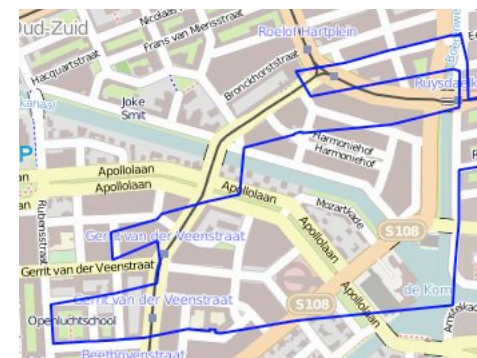 Oud-Zuid
Nicolaas
Roelof Hartplein
Frans van Mierisstraat
Hacquartstraat
Bronckhorststraat
Ruysdaelk
Joke
Smit
Harmoniehof
Harmoniehof
P
Apollolaan
Apollolaan
Apollolaan
Mozartkade
Rubensstraat
Gerrit van der Veenstraat
Apollolaan
S108
Gerrit van der Veenstraat
de Kom
Gerrit van der Veenstraat
S108
Apollolaan
Openluchtschool
Beethovenstraat